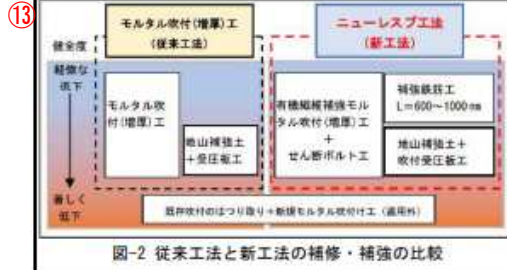 ⑬
モルタル吹付(増厚)工
(従来工法)
ニューレスプ工法
(新工法)
健全度
軽微な
低下
著しく
低下
モルタル吹
付(増厚)工
地山補強土
+受圧板工
有機繊維補強モル
タル吹付(増厚)工
+
せん断ボルト工
補強鉄筋工
L=600～1000㎜
地山補強土+
吹付受圧板工
既存吹付のはつり取り+新規モルタル吹付け工(適用外)
図-2 従来工法と新工法の補修・補強の比較